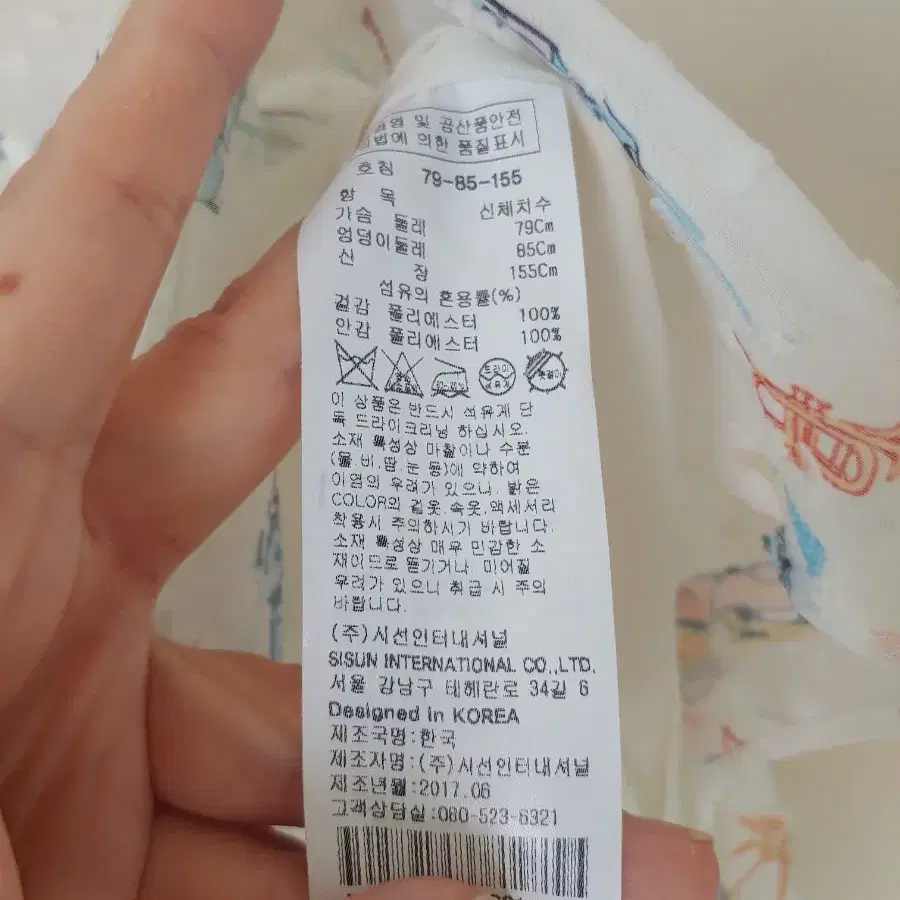 및 공산품안전
법에 의한 품질표시
호칭 79-85-155
항 목 신체치수
가슴 둘레 79Cm
엉덩이둘레 85Cm
신 장 155Cm
섬유의 혼용률(%)
겉감 폴리에스터 100%
안감 폴리에스터 100%
드라이
석유계
옷걸이
이 상품은 반드시 석유계 단
독 드라이크리닝 하십시오.
소재 특성상 마찰이나 수분
(물.비.땀.눈 등)에 약하여
이염의 우려가 있으니, 밝은
COLOR의 겉옷.속옷.액세서리
착용시 주의하시기 바랍니다.
소재 특성상 매우 민감한 소
재이므로 뜯기거나, 미어질
우려가 있으니 취급 시 주의
바랍니다.
(주)시선인터내셔널
SISUN INTERNATIONAL CO.,LTD.
서울 강남구 테헤란로 34길 6
Designed in KOREA
제조국명:한국
제조자명:(주)시선인터내셔널
제조년월:2017.06
고객상담실:080-523-6321